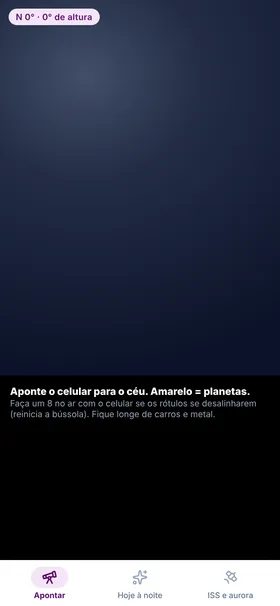 N 0° · 0° de altura
Aponte o celular para o céu. Amarelo = planetas.
Faça um 8 no ar com o celular se os rótulos se desalinharem
(reinicia a bússola). Fique longe de carros e metal.
Apontar
Hoje à noite
ISS e aurora